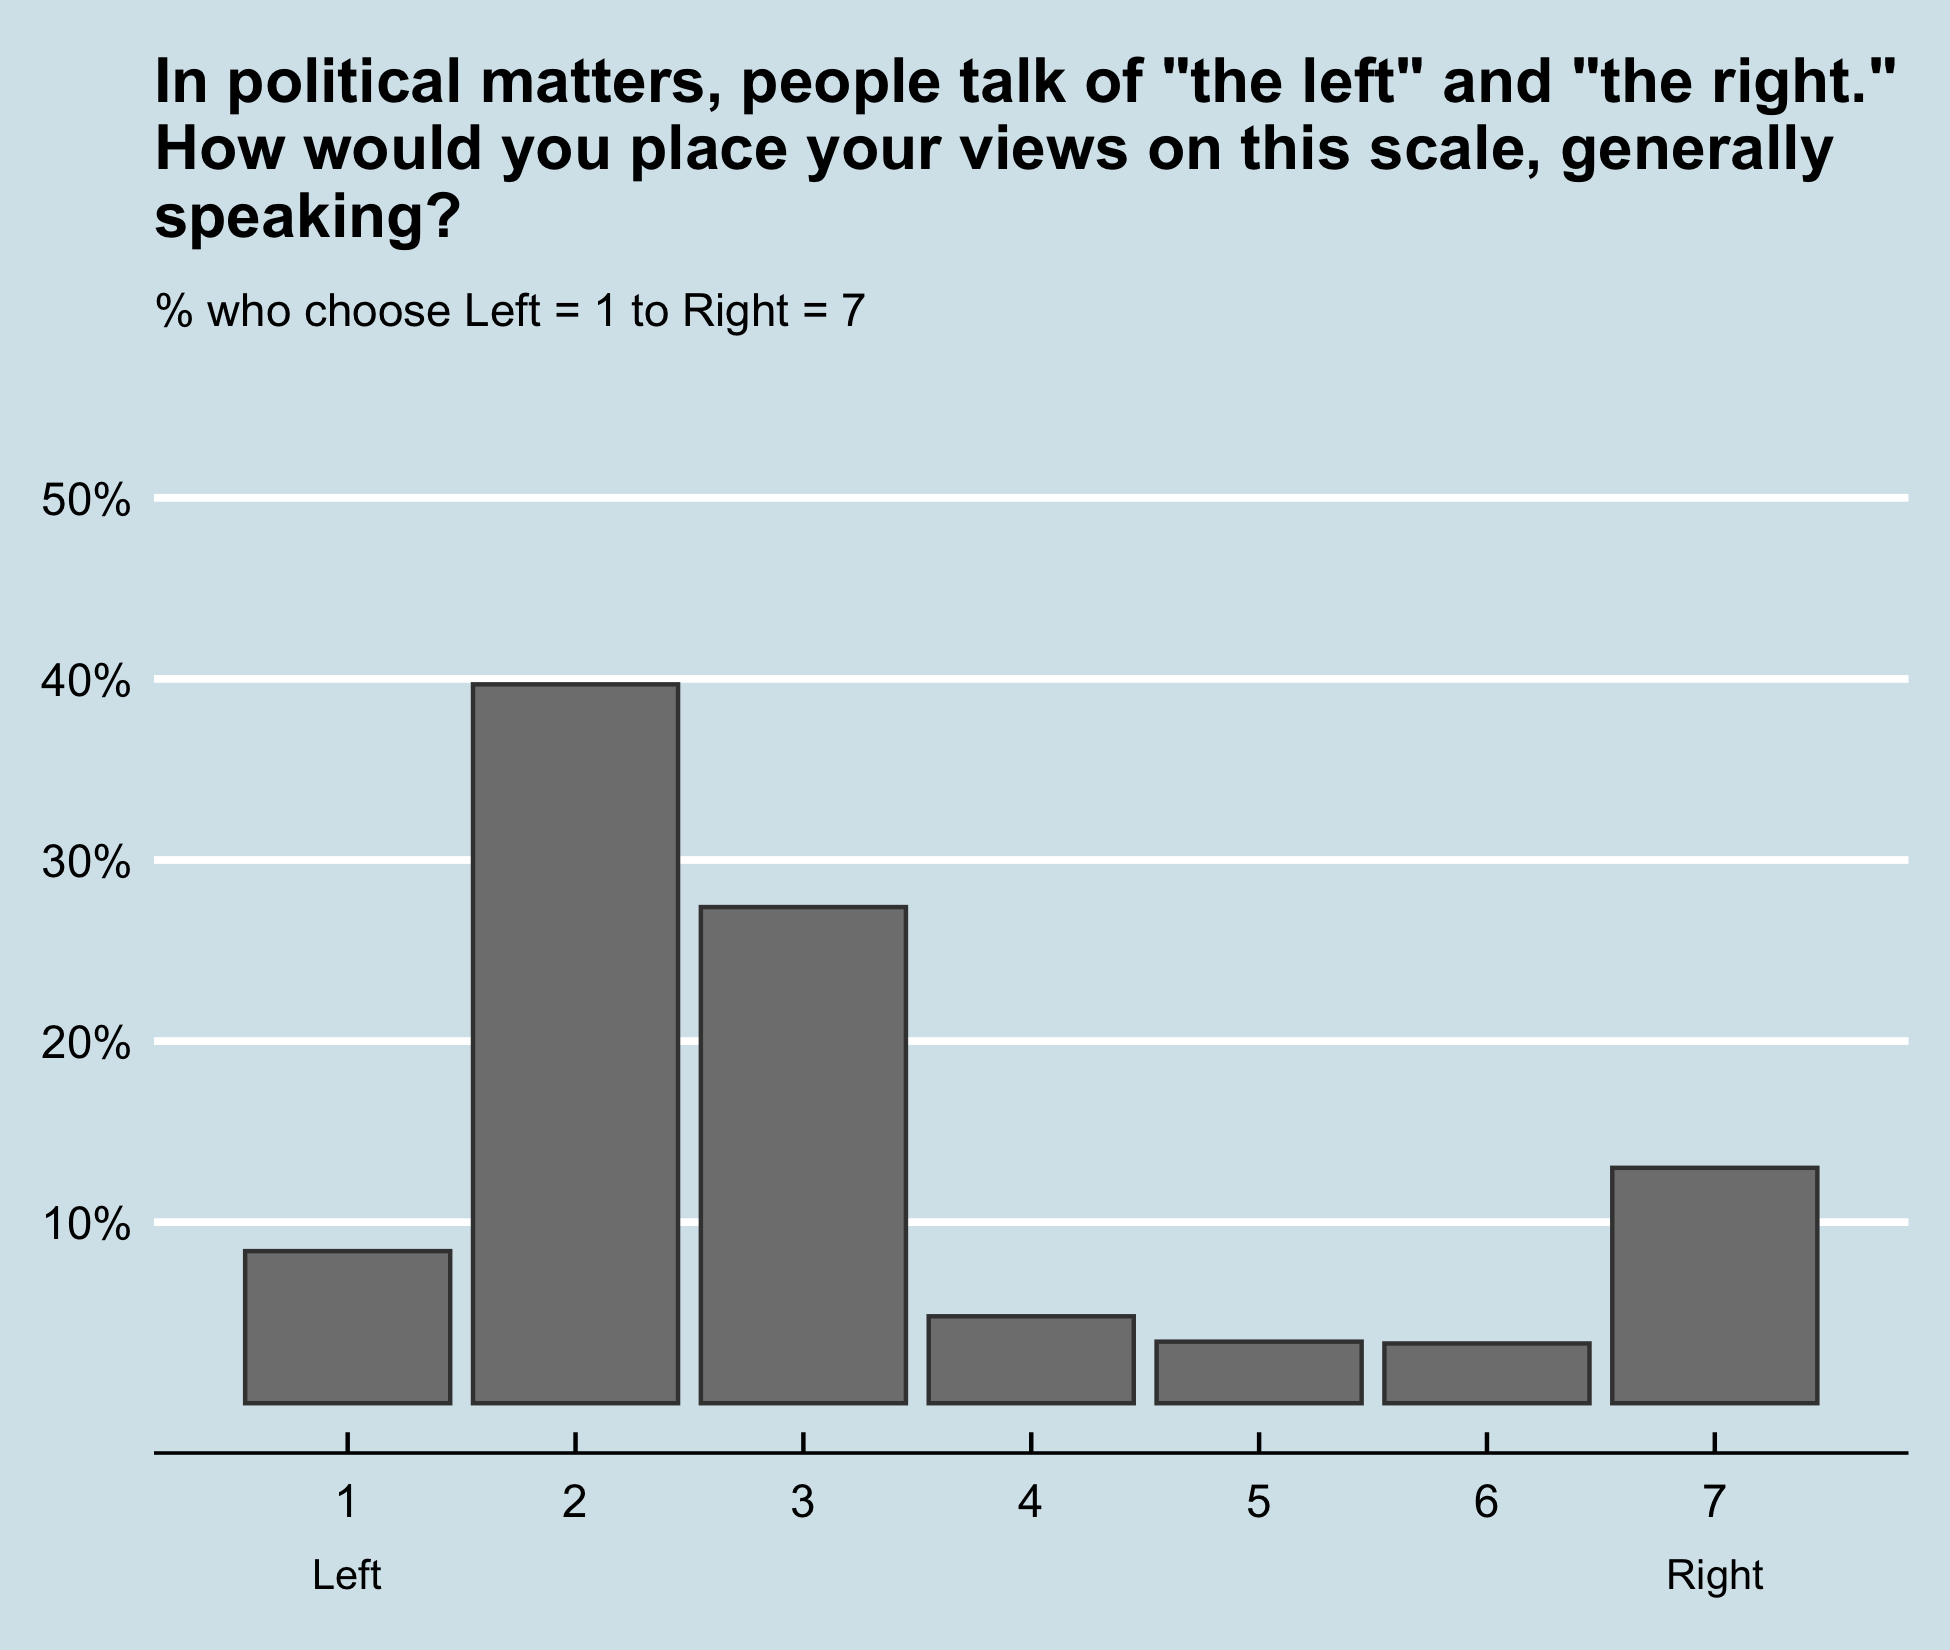 In political matters, people talk of "the left" and "the right."
How would you place your views on this scale, generally
speaking?
% who choose Left = 1 to Right = 7
50%
40%
30%
20%
10%
1 2 3 4 5 6 7
Left Right